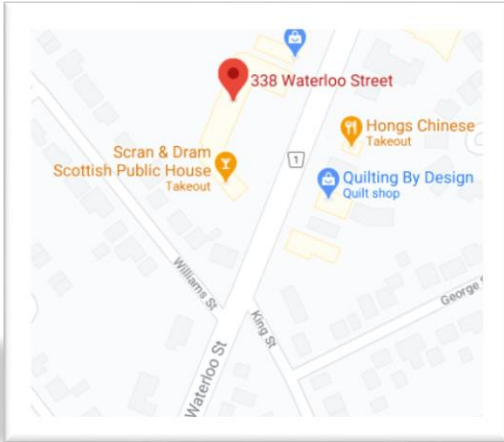 338 Waterloo Street
Hongs Chinese
Takeout
Scran & Dram
Scottish Public House
Takeout
1
Quilting By Design
Quilt shop
Williams St
King St
George
Waterloo St